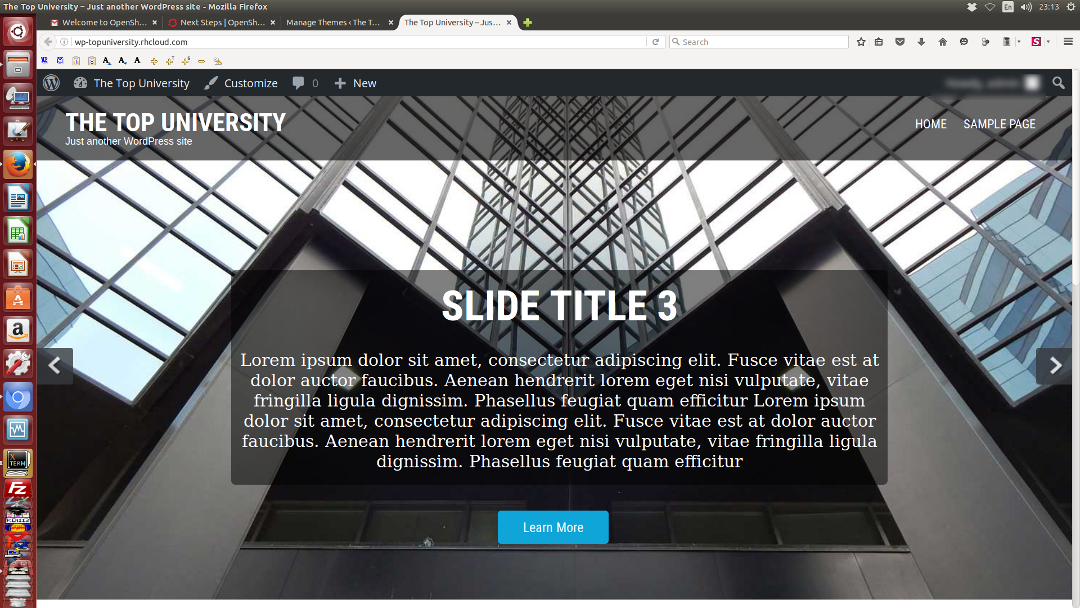 The Top University – Just another WordPress site - Mozilla Firefox
En
23:13
Welcome to OpenSh...
Next Steps | OpenSh...
Manage Themes ‹ The T...
The Top University – Jus...
wp-topuniversity.rhcloud.com
Search
The Top University
Customize
0
New
THE TOP UNIVERSITY
Just another WordPress site
HOME
SAMPLE PAGE
SLIDE TITLE 3
Lorem ipsum dolor sit amet, consectetur adipiscing elit. Fusce vitae est at
dolor auctor faucibus. Aenean hendrerit lorem eget nisi vulputate, vitae
fringilla ligula dignissim. Phasellus feugiat quam efficitur Lorem ipsum
dolor sit amet, consectetur adipiscing elit. Fusce vitae est at dolor auctor
faucibus. Aenean hendrerit lorem eget nisi vulputate, vitae fringilla ligula
dignissim. Phasellus feugiat quam efficitur
Learn More
TERM
Fz